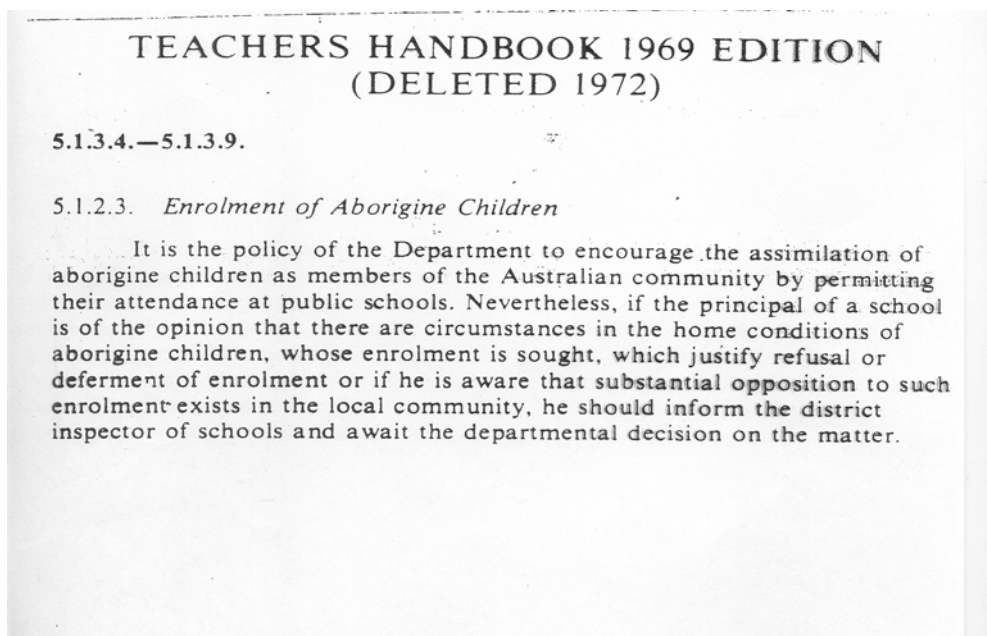 TEACHERS HANDBOOK 1969 EDITION
(DELETED 1972)
5.1.3.4.—5.1.3.9.
5.1.2.3. Enrolment of Aborigine Children
It is the policy of the Department to encourage the assimilation of
aborigine children as members of the Australian community by permitting
their attendance at public schools. Nevertheless, if the principal of a school
is of the opinion that there are circumstances in the home conditions of
aborigine children, whose enrolment is sought, which justify refusal or
deferment of enrolment or if he is aware that substantial opposition to such
enrolment exists in the local community, he should inform the district
inspector of schools and await the departmental decision on the matter.